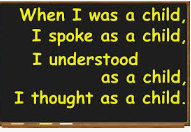 When I was a child,
I spoke as a child,
I understood
as a child,
I thought as a child.